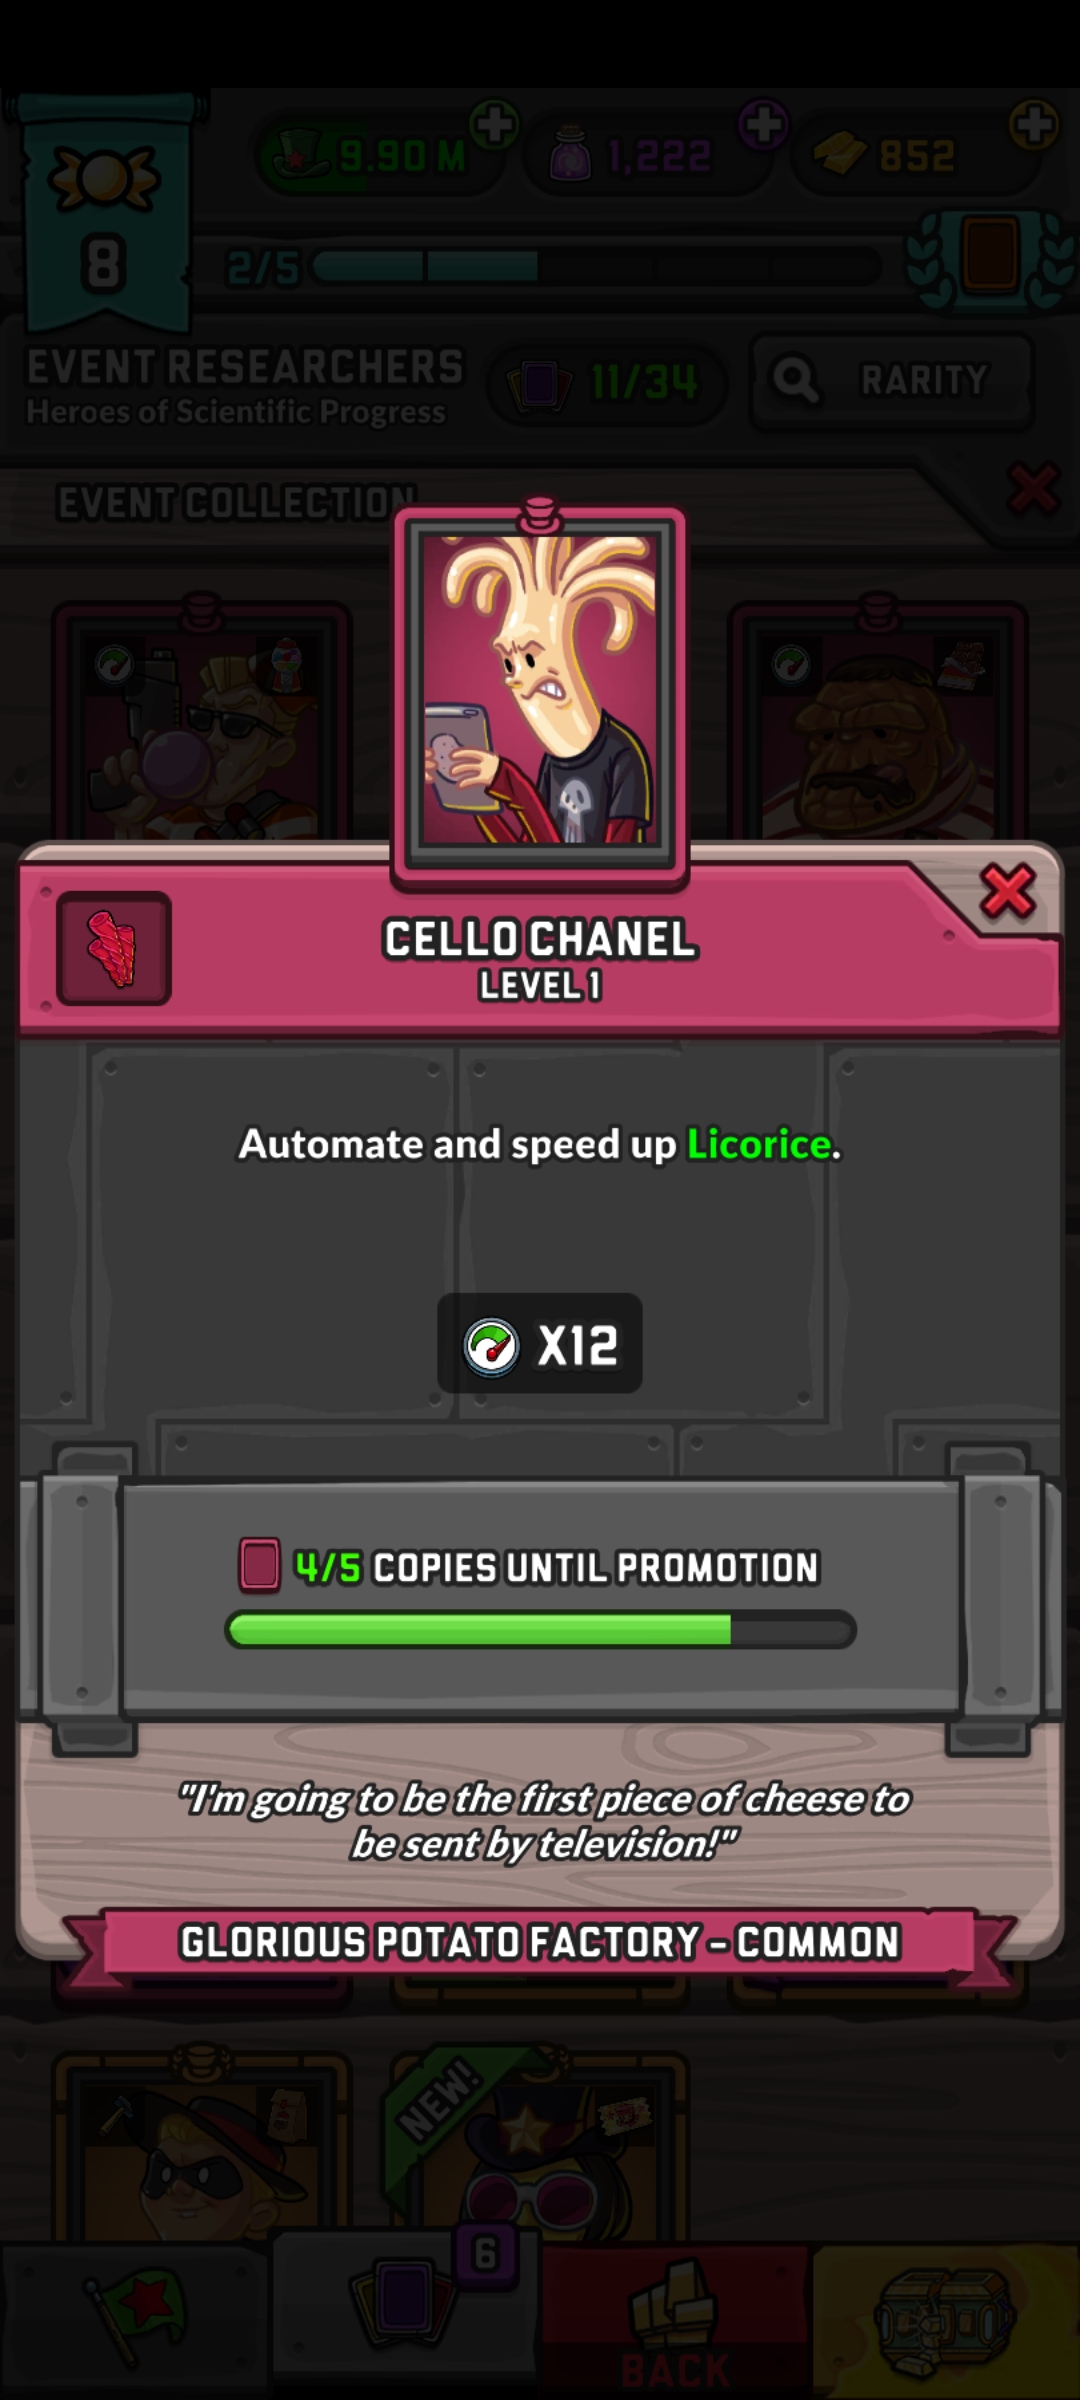 9.90 M
1,222
852
8
2/5
EVENT RESEARCHERS
Heroes of Scientific Progress
11/34
RARITY
EVENT COLLECTION
CELLO CHANEL
LEVEL 1
Automate and speed up Licorice.
X12
4/5 COPIES UNTIL PROMOTION
"I'm going to be the first piece of cheese to
be sent by television!"
GLORIOUS POTATO FACTORY - COMMON
NEW!
6
BACK